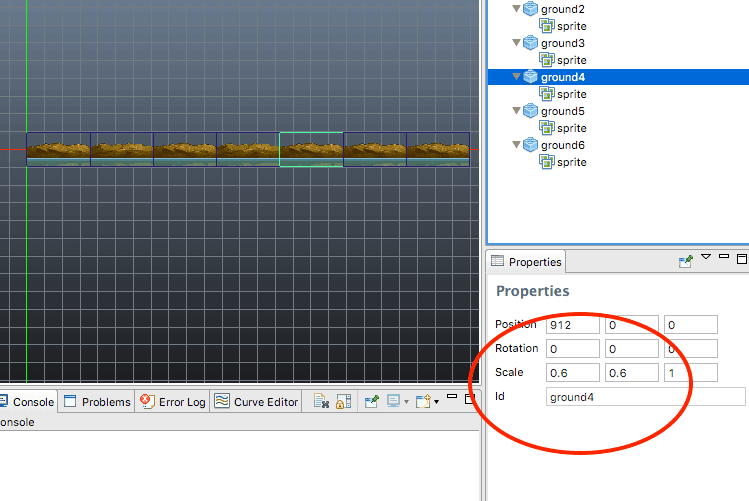 ground2
sprite
ground3
sprite
ground4
sprite
ground5
sprite
ground6
sprite
Properties
Properties
Position 912 0 0
Rotation 0 0 0
Scale 0.6 0.6 1
Id ground4
Console Problems Error Log Curve Editor
onsole